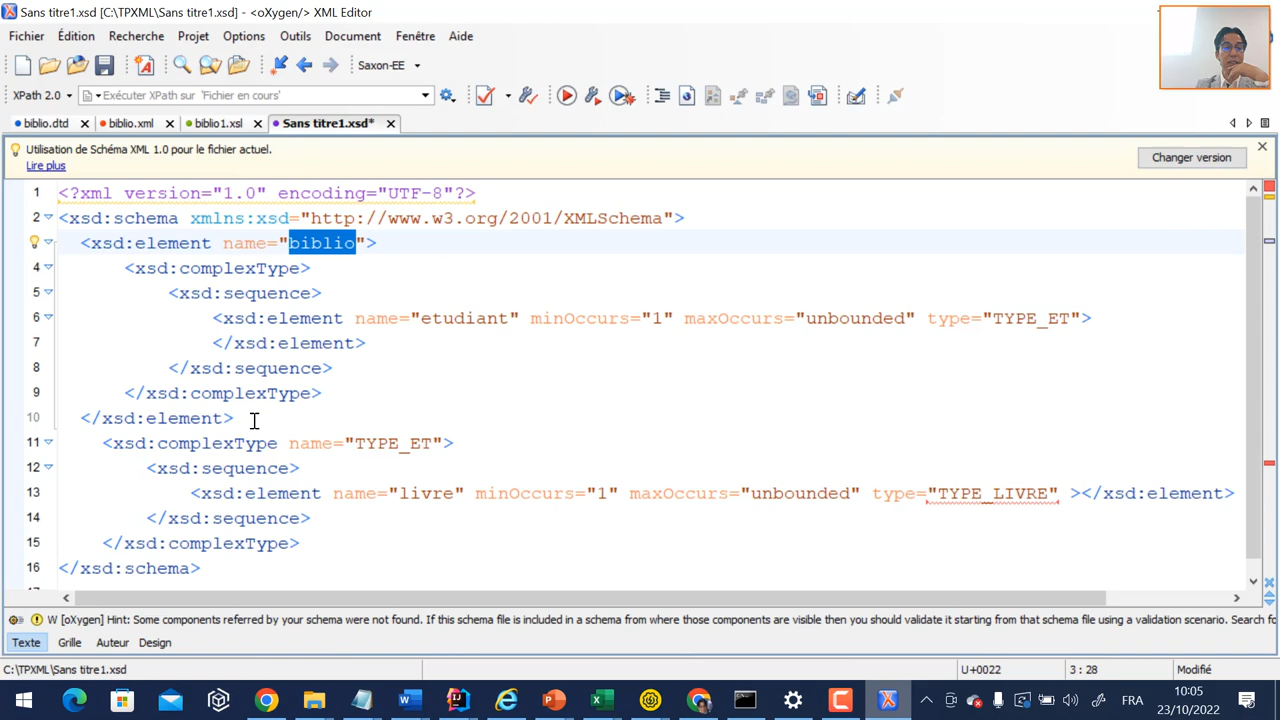 Sans titre1.xsd [C:\TPXML\Sans titre1.xsd] - <oXygen/> XML Editor
Fichier Édition Recherche Projet Options Outils Document Fenêtre Aide
Saxon-EE
XPath 2.0 Exécuter XPath sur 'Fichier en cours'
biblio.dtd biblio.xml biblio1.xsl Sans titre1.xsd*
Utilisation de Schéma XML 1.0 pour le fichier actuel.
Lire plus
Changer version
1 <?xml version="1.0" encoding="UTF-8"?>
2 <xsd:schema xmlns:xsd="http://www.w3.org/2001/XMLSchema">
<xsd:element name="biblio">
4 <xsd:complexType>
5 <xsd:sequence>
6 <xsd:element name="etudiant" minOccurs="1" maxOccurs="unbounded" type="TYPE_ET">
7 </xsd:element>
8 </xsd:sequence>
9 </xsd:complexType>
10 </xsd:element>
11 <xsd:complexType name="TYPE_ET">
12 <xsd:sequence>
13 <xsd:element name="livre" minOccurs="1" maxOccurs="unbounded" type="TYPE_LIVRE" ></xsd:element>
14 </xsd:sequence>
15 </xsd:complexType>
16 </xsd:schema>
W [oXygen] Hint: Some components referred by your schema were not found. If this schema file is included in a schema from where those components are visible then you should validate it starting from that schema file using a validation scenario. Search fo
Texte Grille Auteur Design
C:\TPXML\Sans titre1.xsd U+0022 3 : 28 Modifié
FRA
10:05
23/10/2022